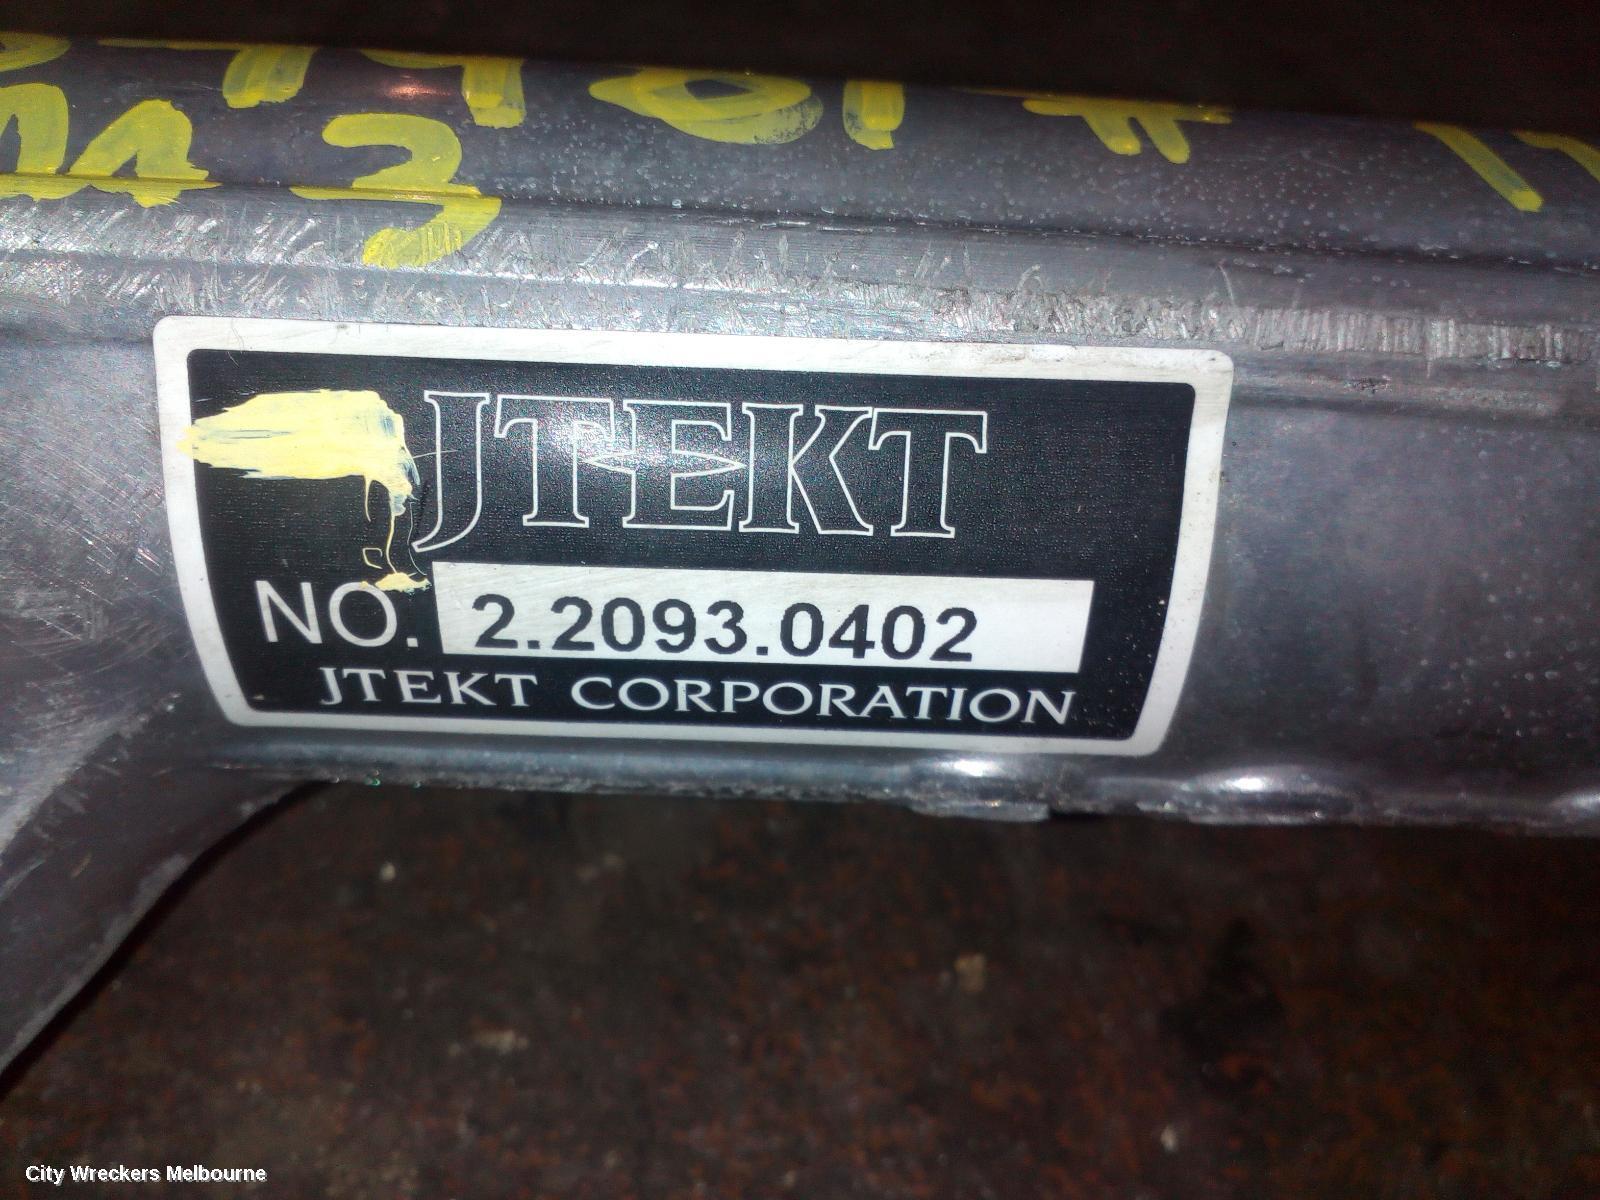 JTEKT
NO. 2.2093.0402
JTEKT CORPORATION
City Wreckers Melbourne